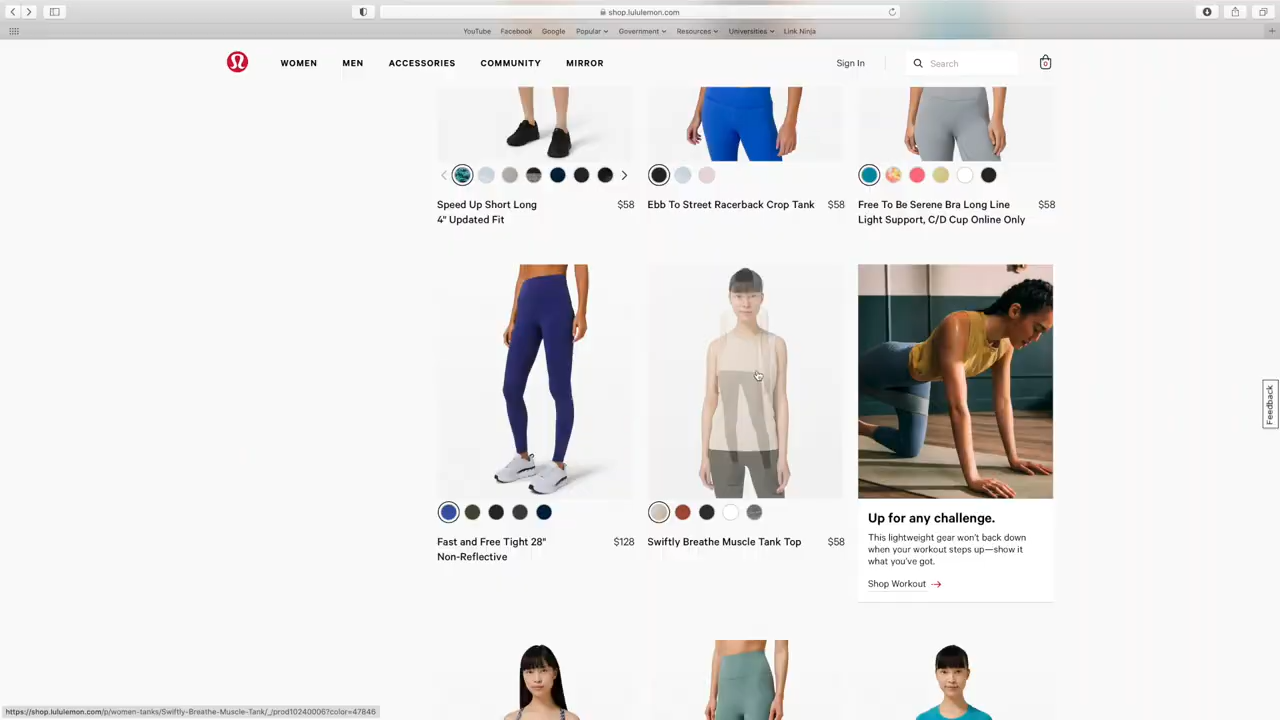 shop.lululemon.com
YouTube Facebook Google Popular Government Resources Universities Link Ninja
WOMEN MEN ACCESSORIES COMMUNITY MIRROR Sign In Search 0
Speed Up Short Long $58
4" Updated Fit
Ebb To Street Racerback Crop Tank $58
Free To Be Serene Bra Long Line $58
Light Support, C/D Cup Online Only
Feedback
Fast and Free Tight 28" $128
Non-Reflective
Swiftly Breathe Muscle Tank Top $58
Up for any challenge.
This lightweight gear won't back down
when your workout steps up—show it
what you've got.
Shop Workout
https://shop.lululemon.com/p/women-tanks/Swiftly-Breathe-Muscle-Tank/_/prod10240006?color=47846